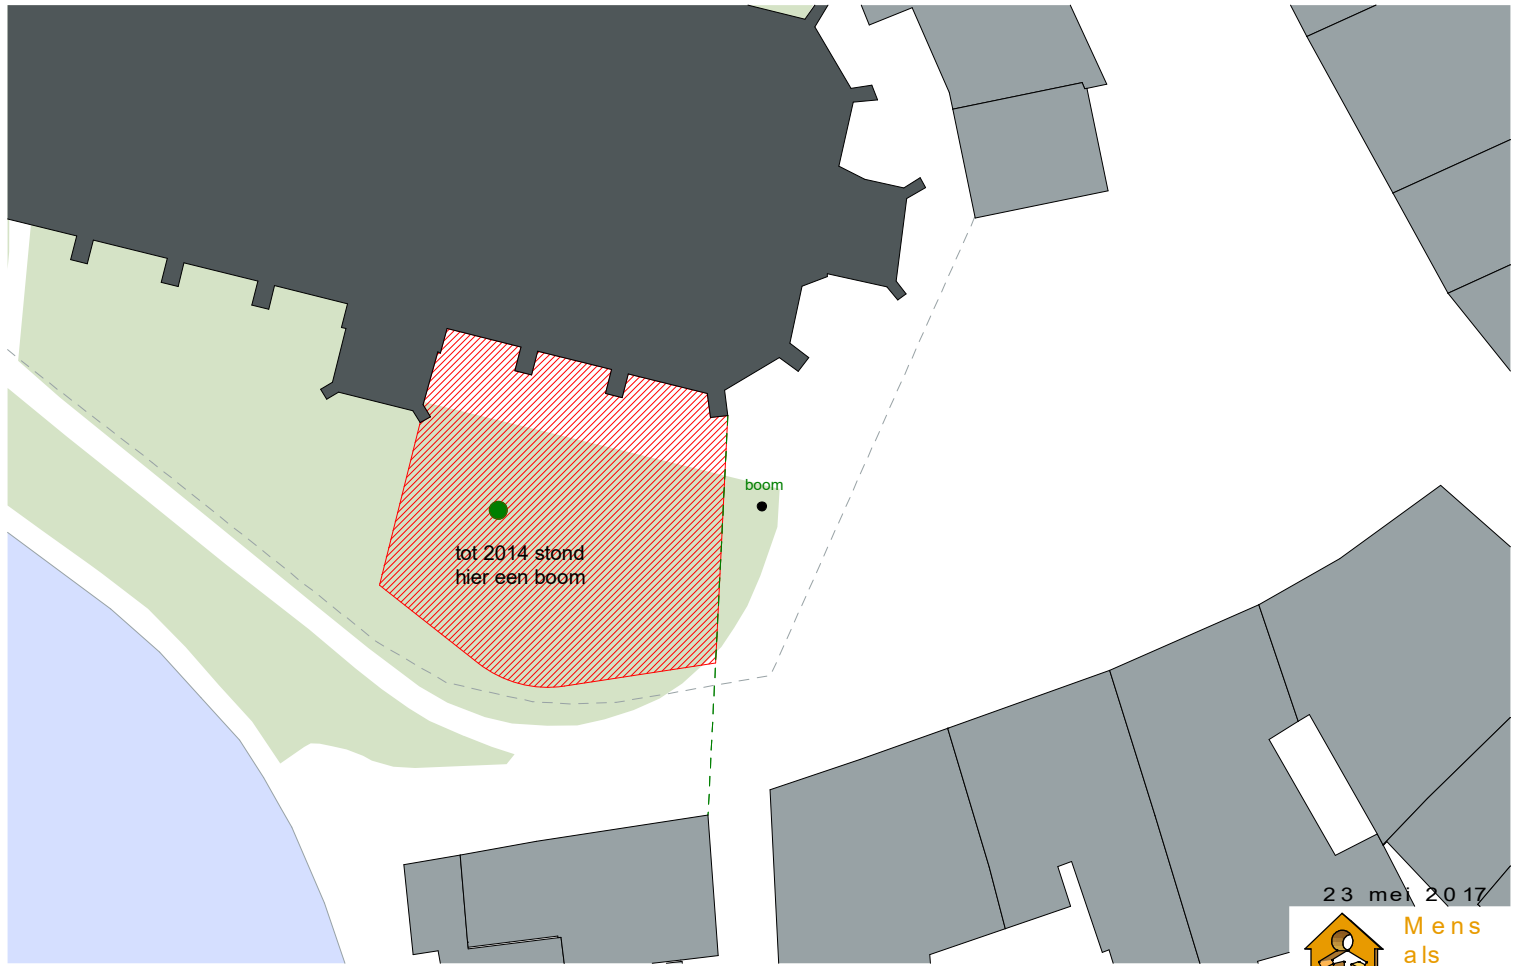 boom
tot 2014 stond
hier een boom
23 mei 2017
Mens
als